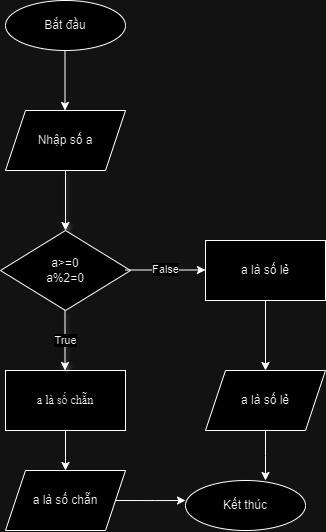 Bắt đầu
Nhập số a
a>=0
a%2=0
False
a là số lẻ
True
a là số chẵn
a là số lẻ
a là số chẵn
Kết thúc